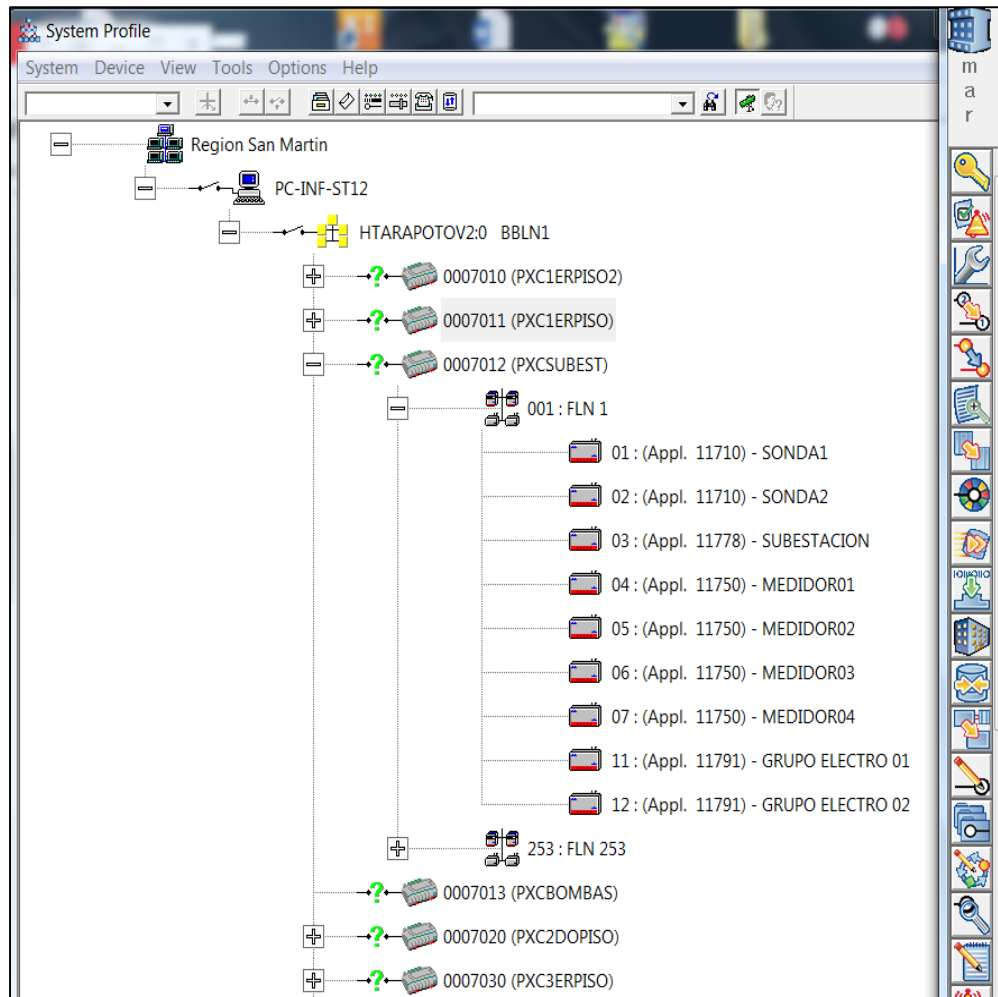 System Profile
System Device View Tools Options Help
m
a
r
Region San Martin
PC-INF-ST12
HTARAPOTOV2:0 BBLN1
0007010 (PXC1ERPISO2)
0007011 (PXC1ERPISO)
0007012 (PXCSUBEST)
001 : FLN 1
01 : (Appl. 11710) - SONDA1
02 : (Appl. 11710) - SONDA2
03 : (Appl. 11778) - SUBESTACION
04 : (Appl. 11750) - MEDIDOR01
05 : (Appl. 11750) - MEDIDOR02
06 : (Appl. 11750) - MEDIDOR03
07 : (Appl. 11750) - MEDIDOR04
11 : (Appl. 11791) - GRUPO ELECTRO 01
12 : (Appl. 11791) - GRUPO ELECTRO 02
253 : FLN 253
0007013 (PXCBOMBAS)
0007020 (PXC2DOPISO)
0007030 (PXC3ERPISO)